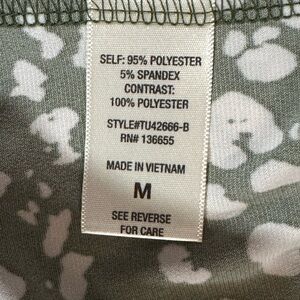 SELF: 95% POLYESTER
5% SPANDEX
CONTRAST:
100% POLYESTER
STYLE#TU42666-B
RN# 136655
MADE IN VIETNAM
M
SEE REVERSE
FOR CARE